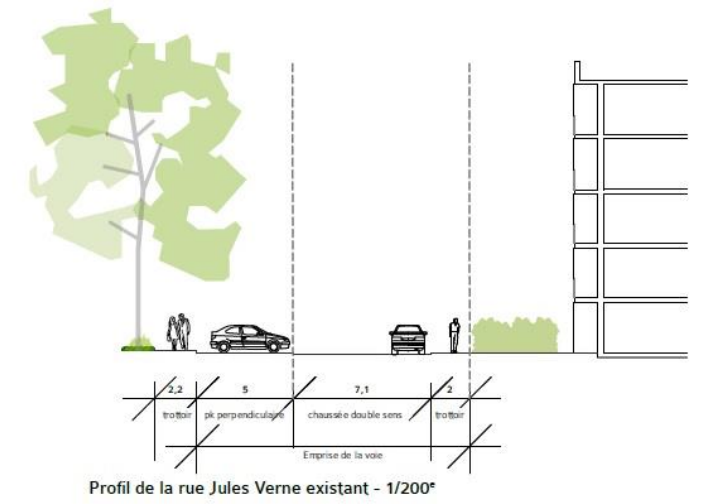 2,2 5 7,1 2
trottoir pk perpendiculaire chaussée double sens trottoir
Emprise de la voie
Profil de la rue Jules Verne existant - 1/200e